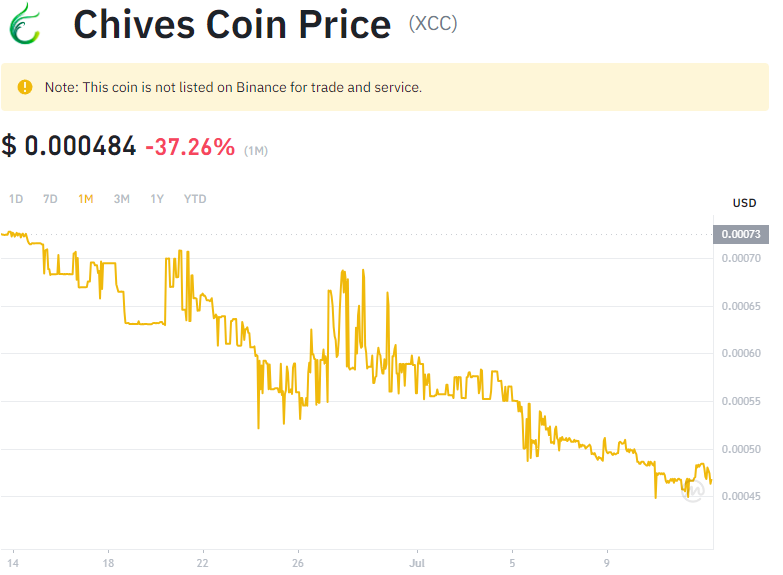 Chives Coin Price (XCC)
Note: This coin is not listed on Binance for trade and service.
$ 0.000484 -37.26% (1M)
1D 7D 1M 3M 1Y YTD
USD
0.00073
0.00070
0.00065
0.00060
0.00055
0.00050
0.00045
14 18 22 26 Jul 5 9